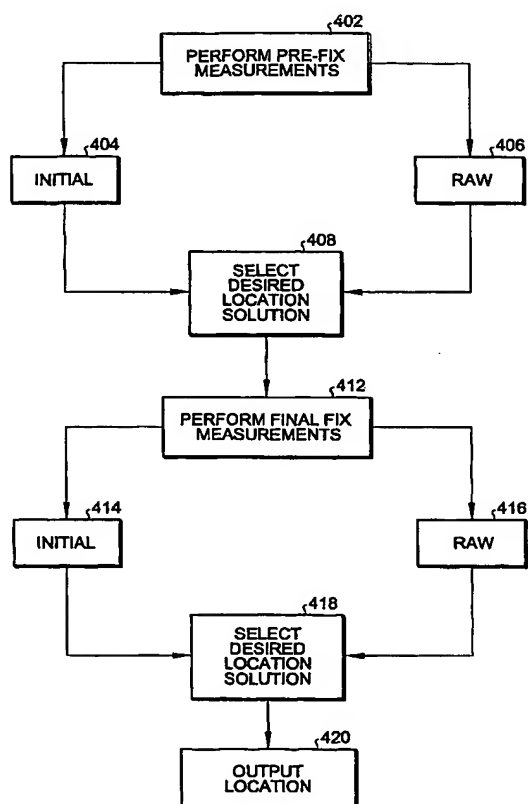 402
PERFORM PRE-FIX
MEASUREMENTS
404
INITIAL
406
RAW
408
SELECT
DESIRED
LOCATION
SOLUTION
412
PERFORM FINAL FIX
MEASUREMENTS
414
INITIAL
416
RAW
418
SELECT
DESIRED
LOCATION
SOLUTION
420
OUTPUT
LOCATION